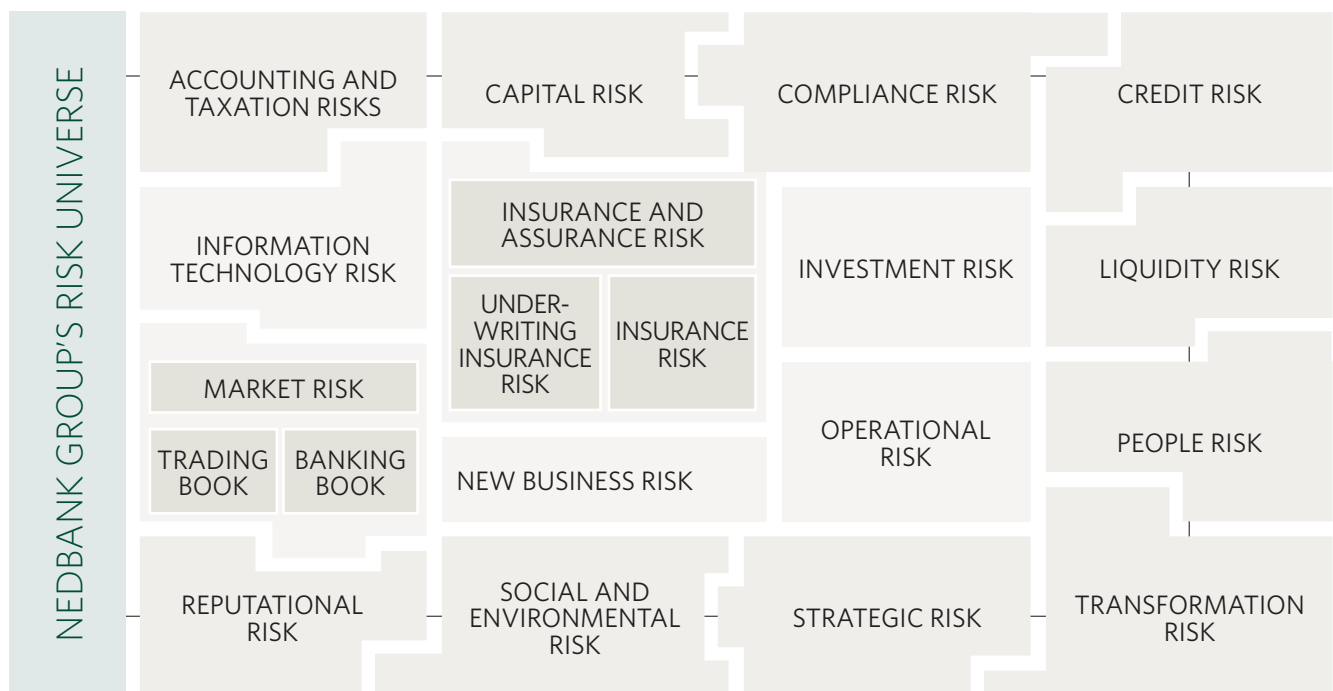 NEDBANK GROUP'S RISK UNIVERSE
ACCOUNTING AND
TAXATION RISKS
CAPITAL RISK
COMPLIANCE RISK
CREDIT RISK
INFORMATION
TECHNOLOGY RISK
INSURANCE AND
ASSURANCE RISK
UNDER-
WRITING
INSURANCE
RISK
INSURANCE
RISK
INVESTMENT RISK
LIQUIDITY RISK
MARKET RISK
TRADING
BOOK
BANKING
BOOK
NEW BUSINESS RISK
OPERATIONAL
RISK
PEOPLE RISK
REPUTATIONAL
RISK
SOCIAL AND
ENVIRONMENTAL
RISK
STRATEGIC RISK
TRANSFORMATION
RISK